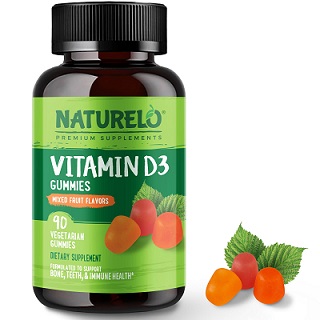 NATURELO®
PREMIUM SUPPLEMENTS
VITAMIN D3
GUMMIES
MIXED FRUIT FLAVORS
90
VEGETARIAN
GUMMIES
DIETARY SUPPLEMENT
FORMULATED TO SUPPORT
BONE, TEETH, & IMMUNE HEALTH*